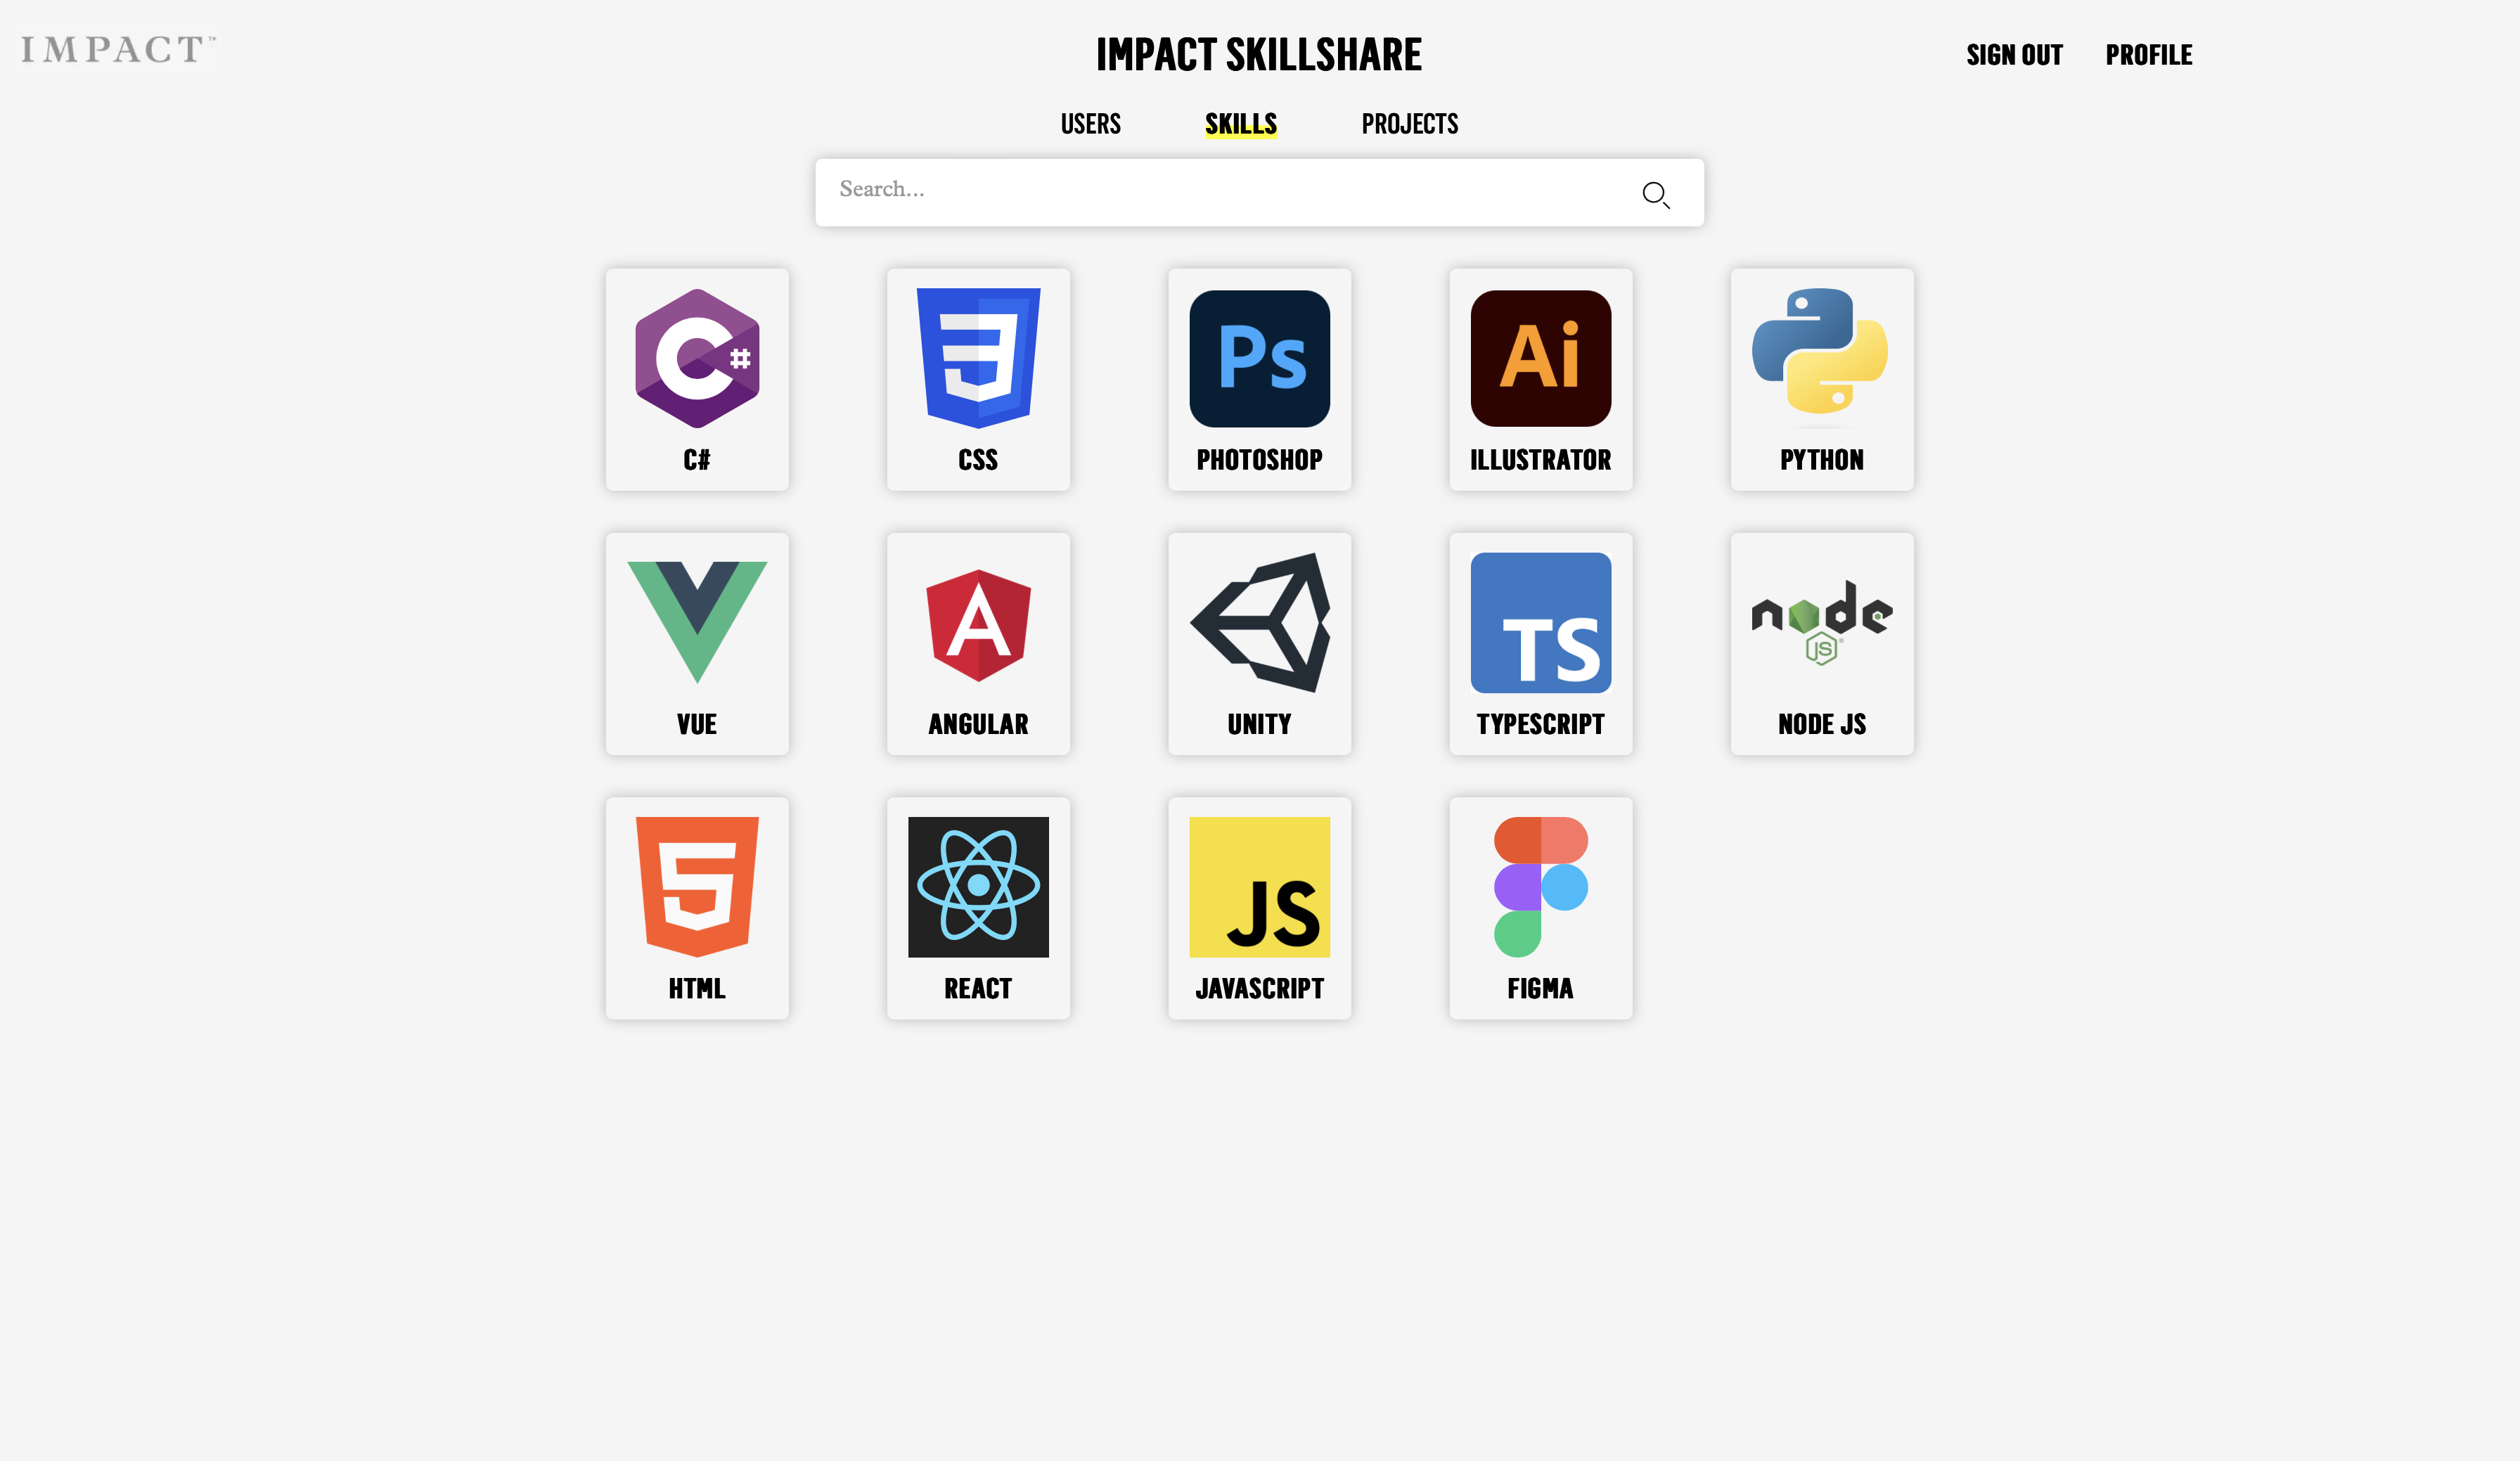 IMPACT™
IMPACT SKILLSHARE
SIGN OUT PROFILE
USERS SKILLS PROJECTS
Search...
C #
Ps
Ai
C# CSS PHOTOSHOP ILLUSTRATOR PYTHON
A
TS
node
JS
VUE ANGULAR UNITY TYPESCRIPT NODE JS
5
JS
HTML REACT JAVASCRIPT FIGMA